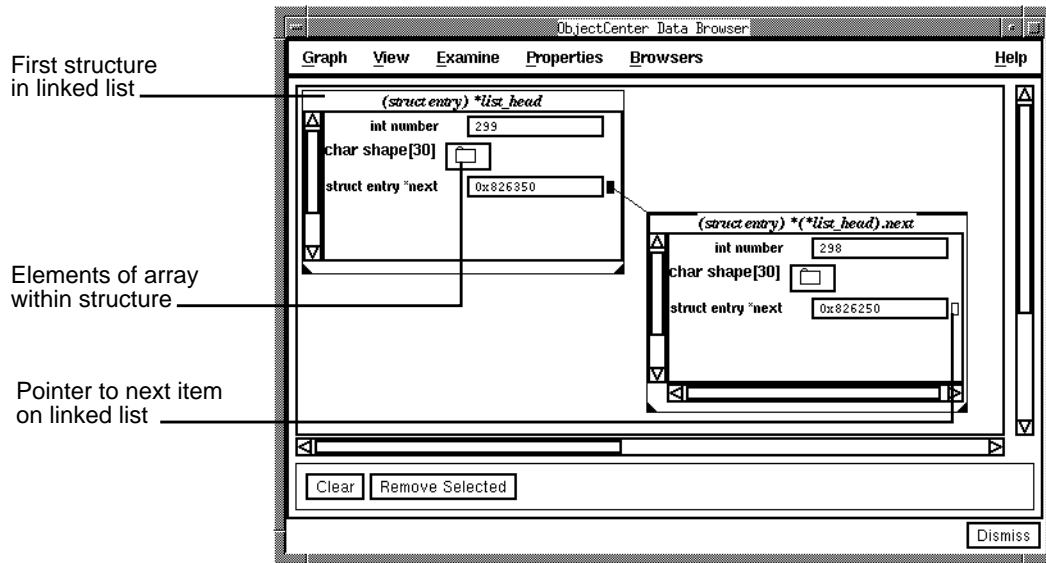 ObjectCenter Data Browser
Graph View Examine Properties Browsers Help
First structure
in linked list
(struct entry) *list_head
int number 299
char shape[30]
struct entry *next 0x826350
(struct entry) *(*list_head).next
int number 298
char shape[30]
struct entry *next 0x826250
Elements of array
within structure
Pointer to next item
on linked list
Clear Remove Selected
Dismiss